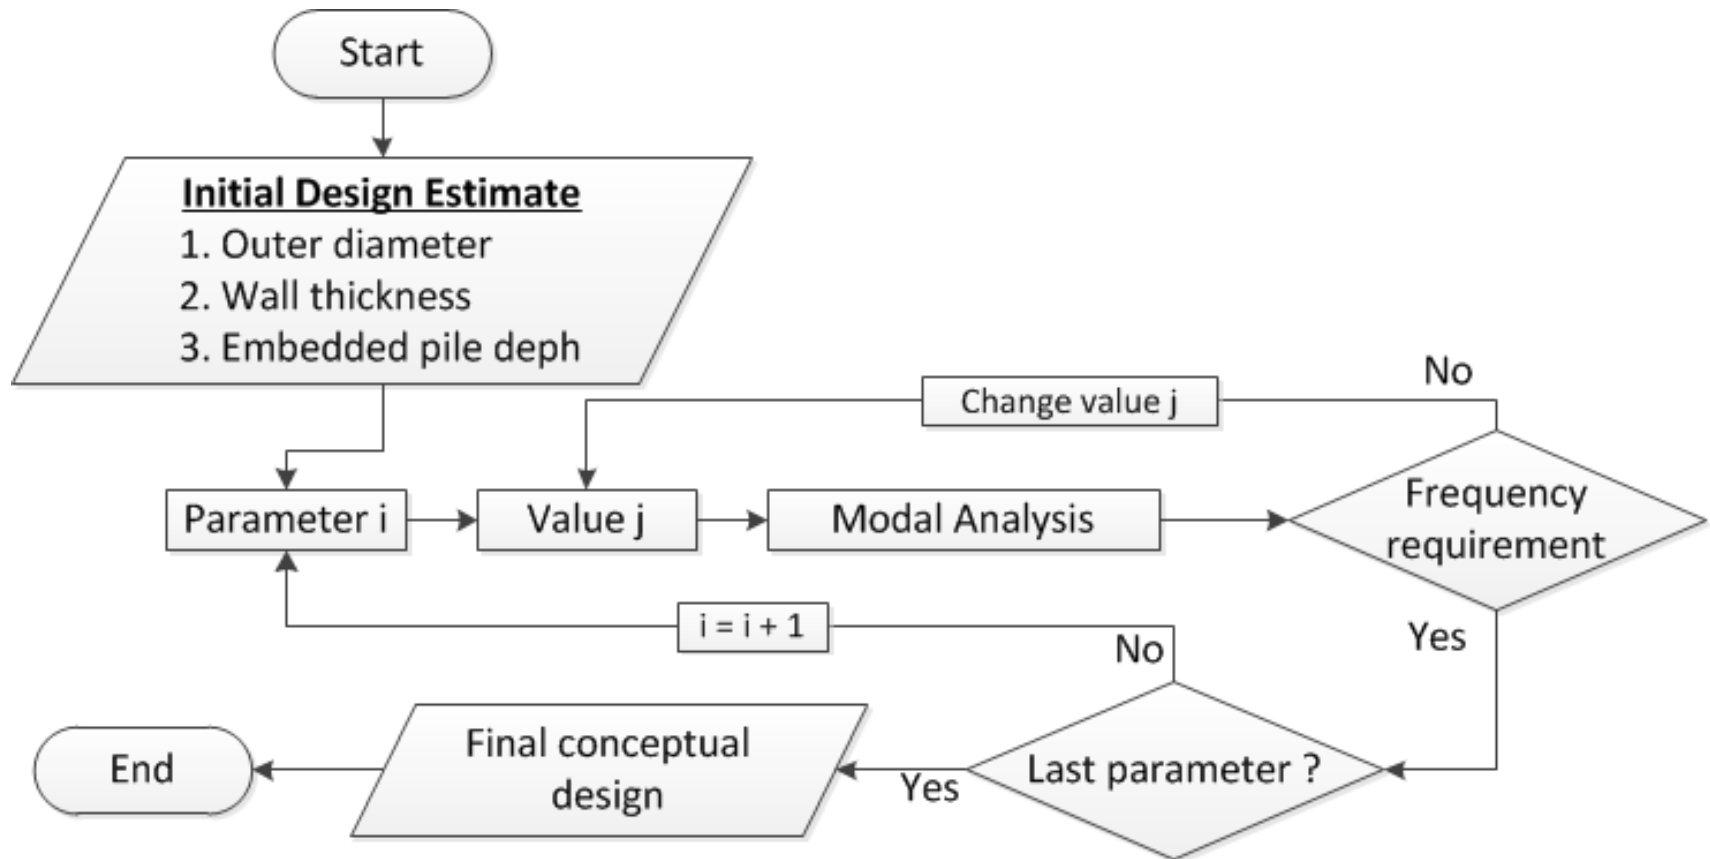 Start
Initial Design Estimate
1. Outer diameter
2. Wall thickness
3. Embedded pile deph
No
Change value j
Parameter i
Value j
Modal Analysis
Frequency
requirement
i = i + 1
No
Yes
End
Final conceptual
design
Yes
Last parameter ?